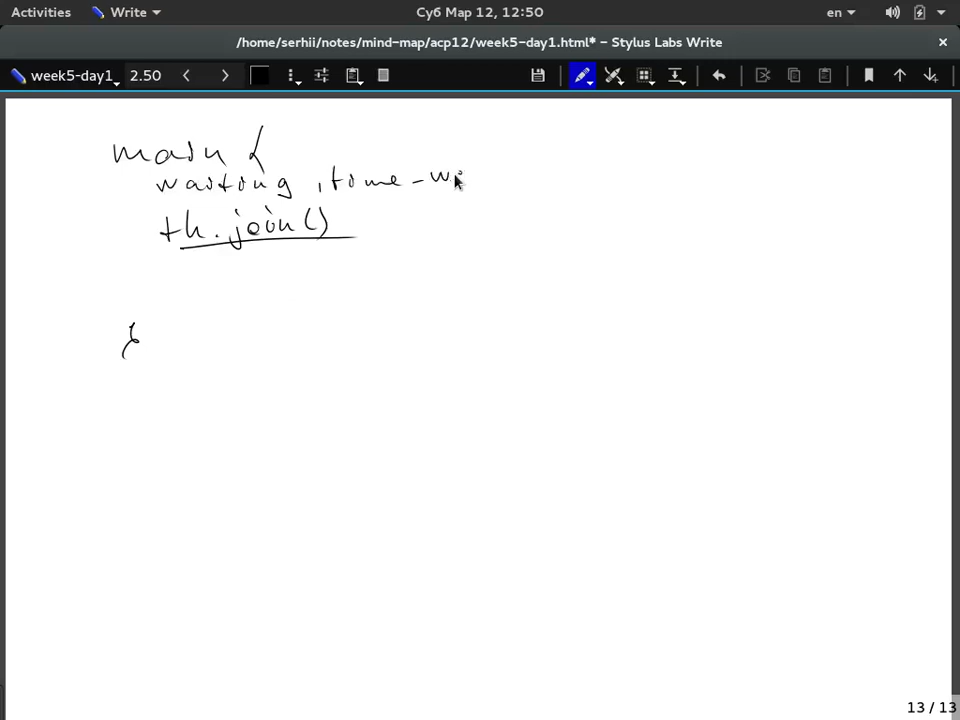 Activities Write Суб Мар 12, 12:50 en
/home/serhii/notes/mind-map/acp12/week5-day1.html* – Stylus Labs Write
week5-day1 2.50
main {
waiting, time-w
th.join()
}
13 / 13